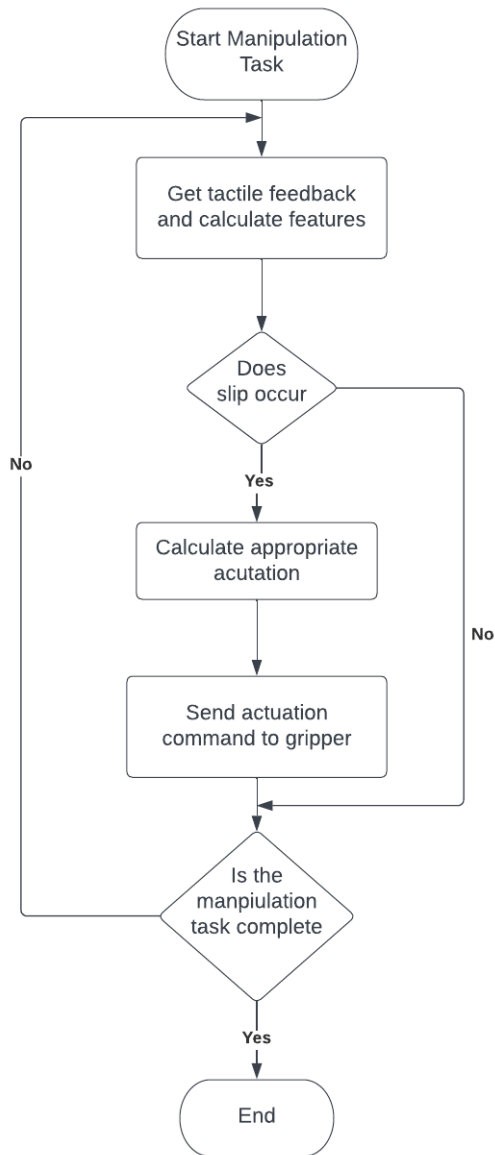 Start Manipulation
Task
Get tactile feedback
and calculate features
Does
slip occur
No
Yes
Calculate appropriate
acutation
No
Send actuation
command to gripper
Is the
manpiulation
task complete
Yes
End